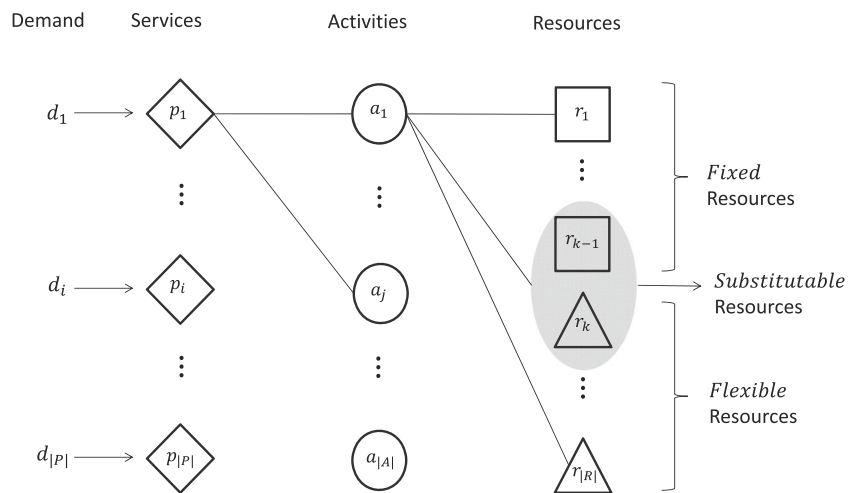 Demand Services Activities Resources
d₁ p₁ a₁ r₁
Fixed
Resources
rₖ₋₁
dᵢ pᵢ aⱼ Substitutable
Resources
rₖ
Flexible
Resources
d|P| p|P| a|A| r|R|